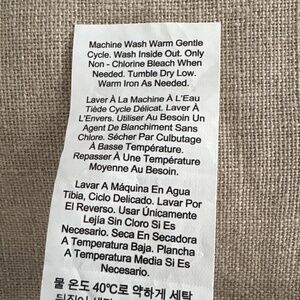 Machine Wash Warm Gentle
Cycle. Wash Inside Out. Only
Non - Chlorine Bleach When
Needed. Tumble Dry Low.
Warm Iron As Needed.
Laver À La Machine À L'Eau
Tiède Cycle Délicat. Laver À
L'Envers. Utiliser Au Besoin Un
Agent De Blanchiment Sans
Chlore. Sécher Par Culbutage
À Basse Température.
Repasser À Une Température
Moyenne Au Besoin.
Lavar A Máquina En Agua
Tibia, Ciclo Delicado. Lavar Por
El Reverso. Usar Únicamente
Lejía Sin Cloro Si Es
Necesario. Seca En Secadora
A Temperatura Baja. Plancha
A Temperatura Media Si Es
Necesario.
물 온도 40℃로 약하게 세탁